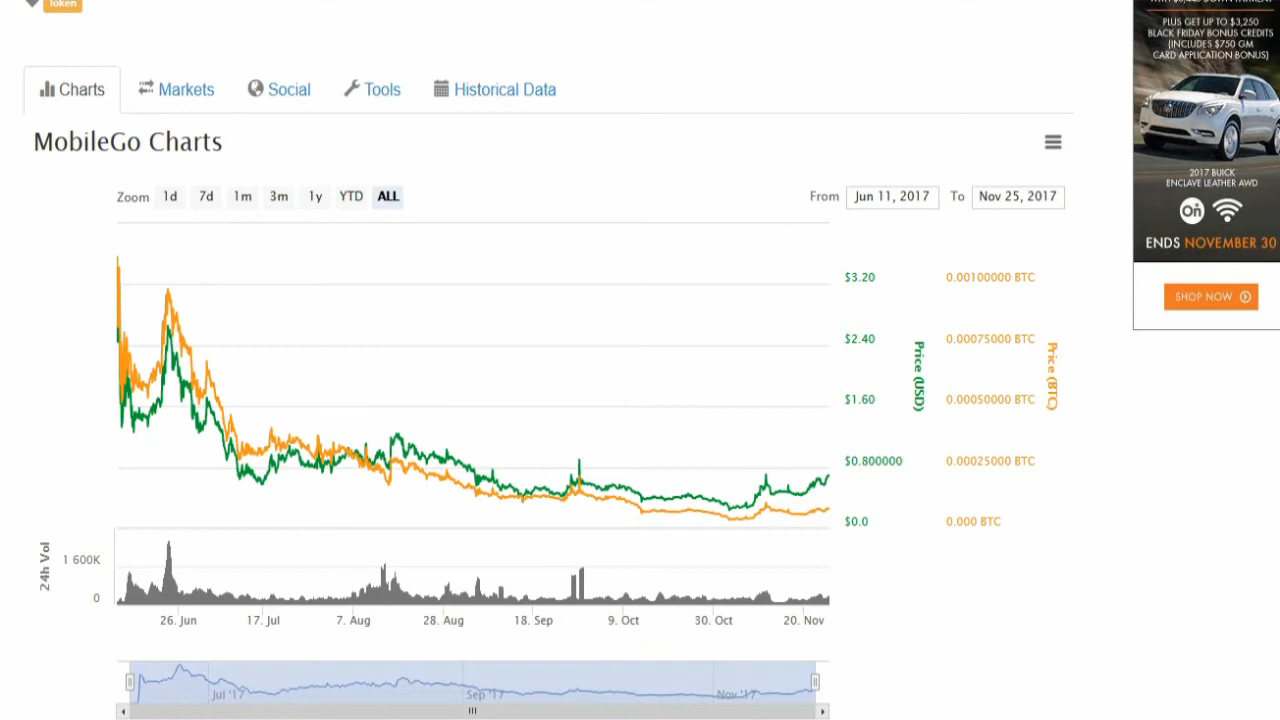 Token
PLUS GET UP TO $3,250
BLACK FRIDAY BONUS CREDITS
(INCLUDES $750 GM
CARD APPLICATION BONUS)
Charts Markets Social Tools Historical Data
MobileGo Charts
2017 BUICK
ENCLAVE LEATHER AWD
On
ENDS NOVEMBER 30
SHOP NOW
Zoom 1d 7d 1m 3m 1y YTD ALL From Jun 11, 2017 To Nov 25, 2017
$3.20 0.00100000 BTC
$2.40 0.00075000 BTC
$1.60 0.00050000 BTC
$0.800000 0.00025000 BTC
$0.0 0.000 BTC
Price (USD)
Price (BTC)
24h Vol
1 600K
0
26. Jun 17. Jul 7. Aug 28. Aug 18. Sep 9. Oct 30. Oct 20. Nov
Jul '17 Sep '17 Nov '17